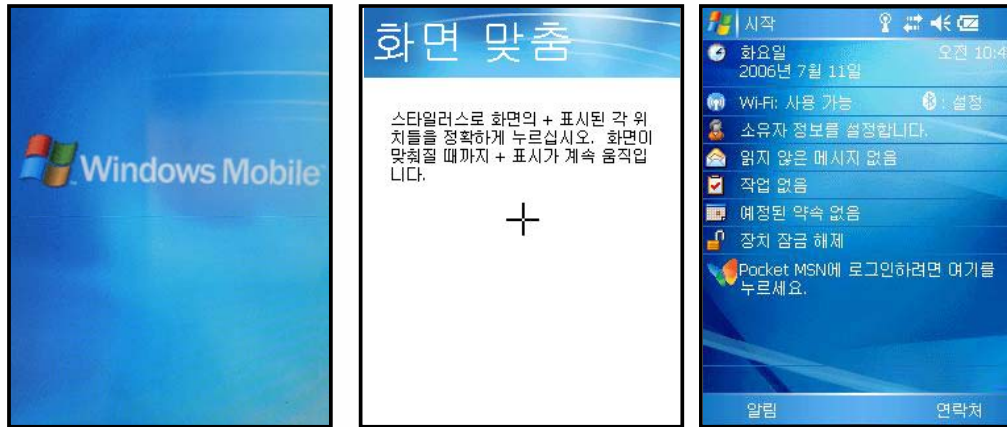 Windows Mobile
화면 맞춤
스타일러스로 화면의 + 표시된 각 위
치들을 정확하게 누르십시오. 화면이
맞춰질 때까지 + 표시가 계속 움직입
니다.
시작
화요일 오전 10:4
2006년 7월 11일
Wi-Fi: 사용 가능 : 설정
소유자 정보를 설정합니다.
읽지 않은 메시지 없음
작업 없음
예정된 약속 없음
장치 잠금 해제
Pocket MSN에 로그인하려면 여기를
누르세요.
알림 연락처